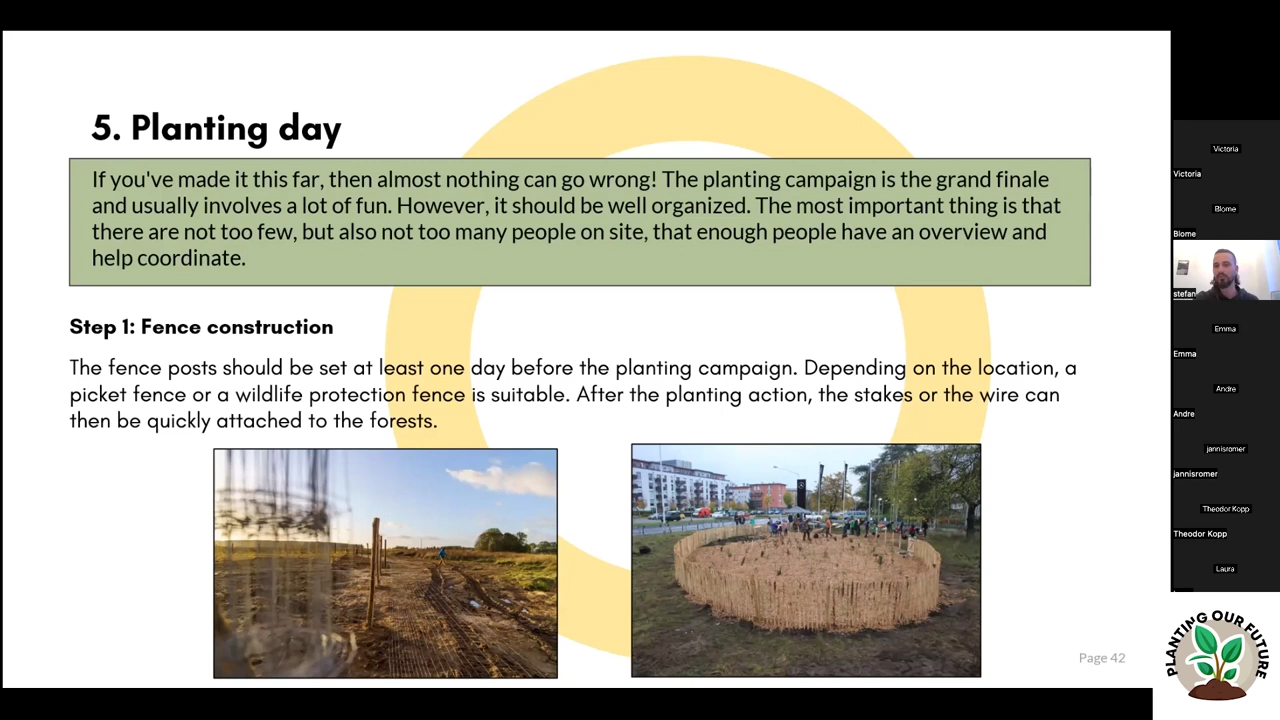 5. Planting day
If you've made it this far, then almost nothing can go wrong! The planting campaign is the grand finale
and usually involves a lot of fun. However, it should be well organized. The most important thing is that
there are not too few, but also not too many people on site, that enough people have an overview and
help coordinate.
Step 1: Fence construction
The fence posts should be set at least one day before the planting campaign. Depending on the location, a
picket fence or a wildlife protection fence is suitable. After the planting action, the stakes or the wire can
then be quickly attached to the forests.
Page 42
Victoria
Victoria
Blome
Blome
stefan
Emma
Emma
Andre
Andre
jannisromer
jannisromer
Theodor Kopp
Theodor Kopp
Laura
PLANTING OUR FUTURE